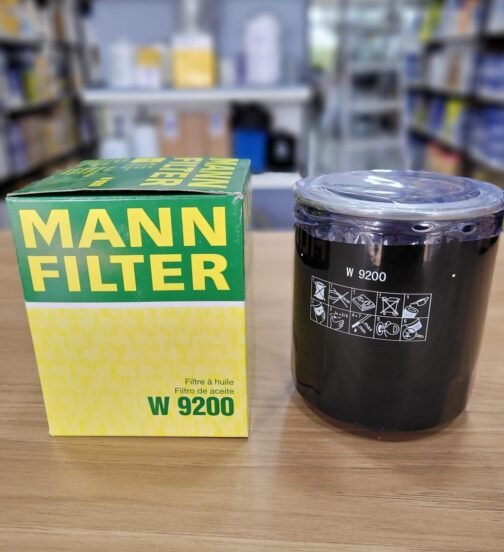 MANN
FILTER
MANN
FILTER
Filtre à huile
Filtro de aceite
W 9200
W 9200